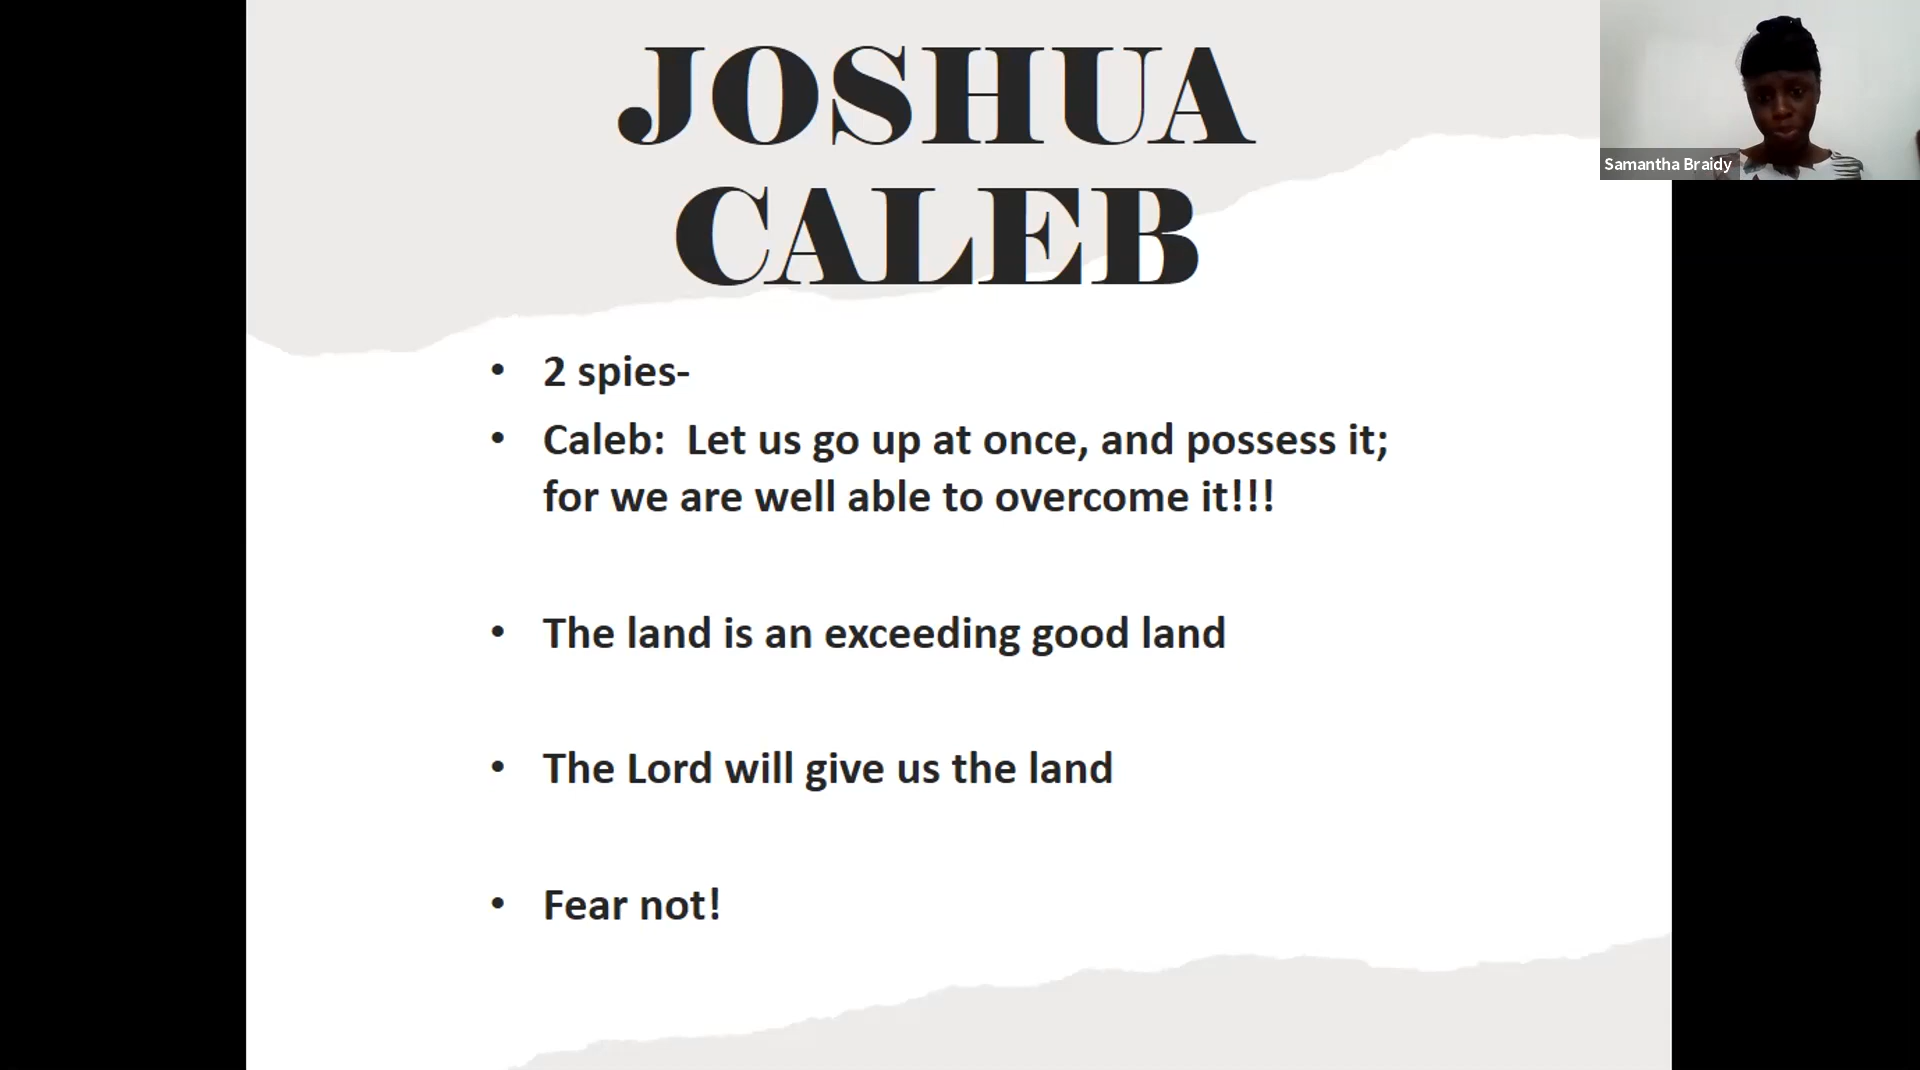 JOSHUA
CALEB
Samantha Braidy
• 2 spies-
• Caleb:  Let us go up at once, and possess it;
for we are well able to overcome it!!!
• The land is an exceeding good land
• The Lord will give us the land
• Fear not!